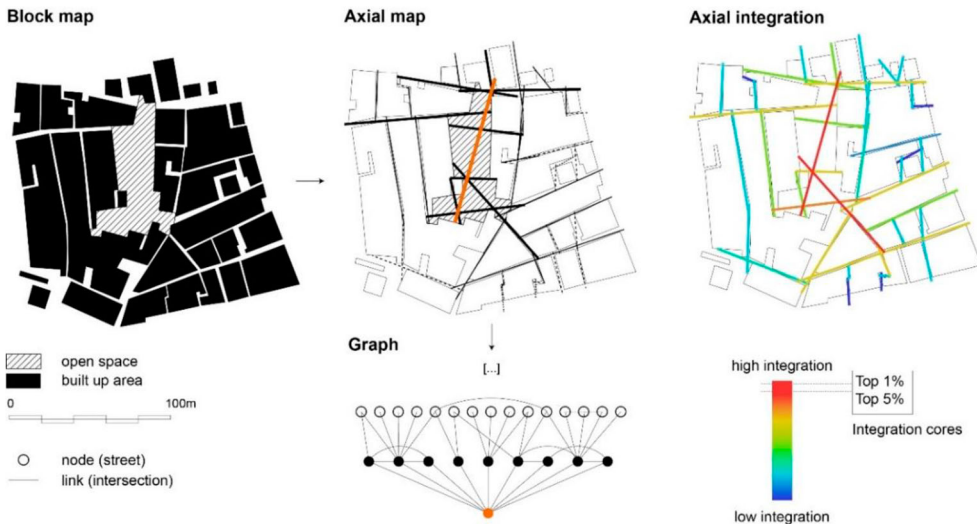 Block map
Axial map
Axial integration
open space
built up area
0 100m
node (street)
link (intersection)
Graph
[...]
high integration
Top 1%
Top 5%
Integration cores
low integration